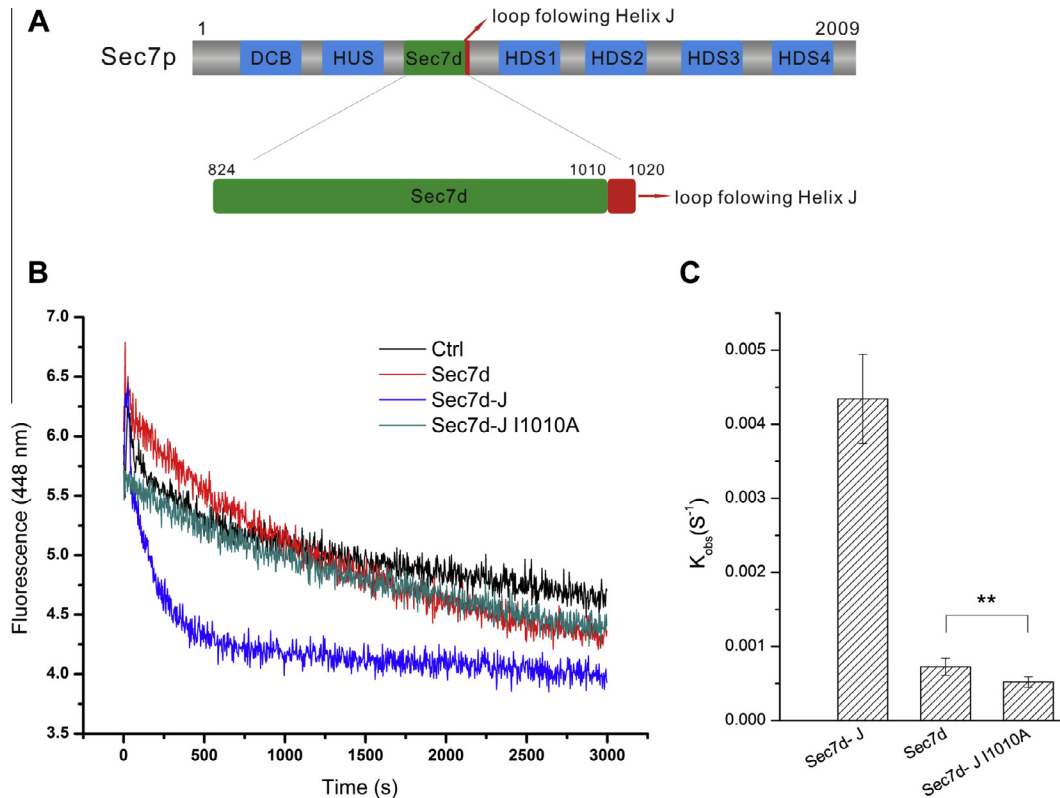 A
loop folowing Helix J
1
2009
Sec7p
DCB
HUS
Sec7d
HDS1
HDS2
HDS3
HDS4
824
1010
1020
Sec7d
loop folowing Helix J
B
7.0
6.5
6.0
5.5
5.0
4.5
4.0
3.5
Fluorescence (448 nm)
Ctrl
Sec7d
Sec7d-J
Sec7d-J I1010A
0
500
1000
1500
2000
2500
3000
Time (s)
C
0.005
0.004
0.003
0.002
0.001
0.000
Kobs(S-1)
**
Sec7d- J
Sec7d
Sec7d- J I1010A